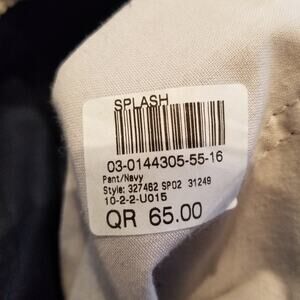 SPLASH
03-0144305-55-16
Pant/Navy
Style: 327462 SP02 31249
10-2-2-U015
QR 65.00